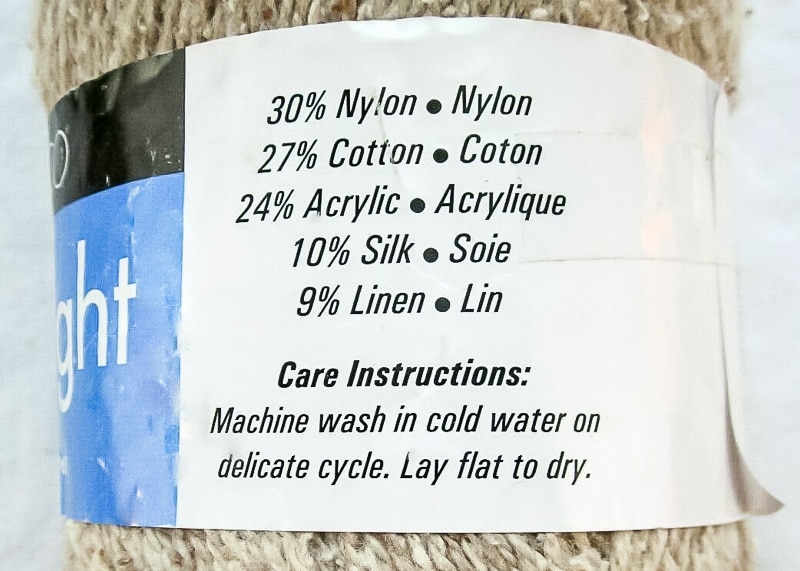 30% Nylon • Nylon
27% Cotton • Coton
24% Acrylic • Acrylique
10% Silk • Soie
9% Linen • Lin
ght
Care Instructions:
Machine wash in cold water on
delicate cycle. Lay flat to dry.